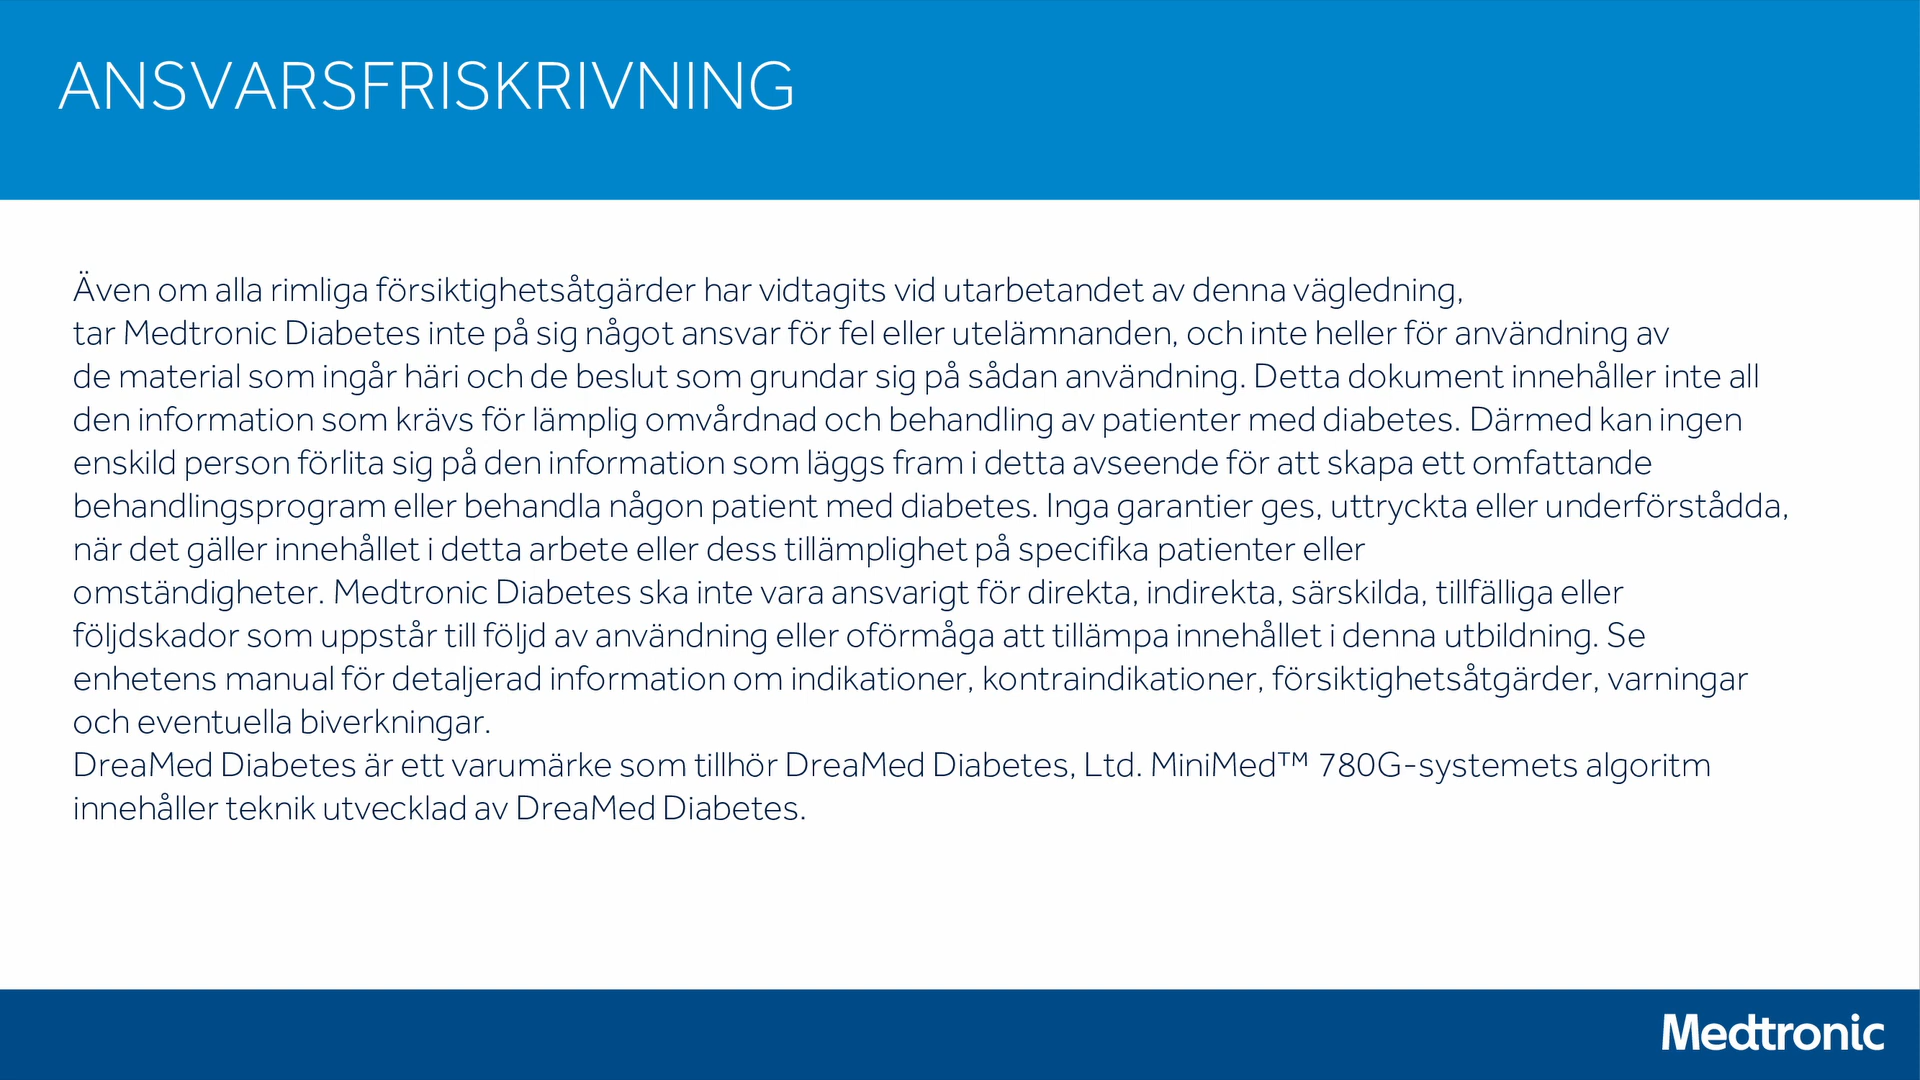 ANSVARSFRISKRIVNING
Även om alla rimliga försiktighetsåtgärder har vidtagits vid utarbetandet av denna vägledning,
tar Medtronic Diabetes inte på sig något ansvar för fel eller utelämnanden, och inte heller för användning av
de material som ingår häri och de beslut som grundar sig på sådan användning. Detta dokument innehåller inte all
den information som krävs för lämplig omvårdnad och behandling av patienter med diabetes. Därmed kan ingen
enskild person förlita sig på den information som läggs fram i detta avseende för att skapa ett omfattande
behandlingsprogram eller behandla någon patient med diabetes. Inga garantier ges, uttryckta eller underförstådda,
när det gäller innehållet i detta arbete eller dess tillämplighet på specifika patienter eller
omständigheter. Medtronic Diabetes ska inte vara ansvarigt för direkta, indirekta, särskilda, tillfälliga eller
följdskador som uppstår till följd av användning eller oförmåga att tillämpa innehållet i denna utbildning. Se
enhetens manual för detaljerad information om indikationer, kontraindikationer, försiktighetsåtgärder, varningar
och eventuella biverkningar.
DreaMed Diabetes är ett varumärke som tillhör DreaMed Diabetes, Ltd. MiniMed™ 780G-systemets algoritm
innehåller teknik utvecklad av DreaMed Diabetes.
Medtronic